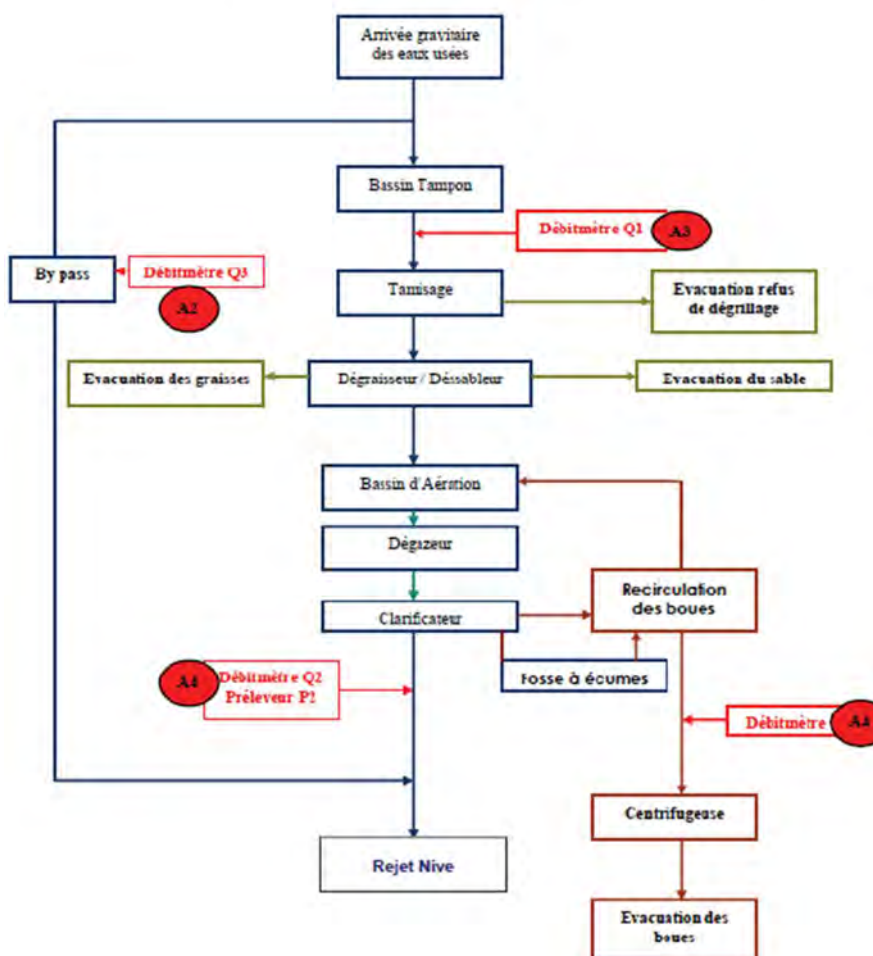 Arrivée gravitaire
des eaux usées
Bassin Tampon
Débitmètre Q1
A3
By pass
Débitmètre Q3
A2
Tamisage
Evacuation refus
de dégrillage
Evacuation des graisses
Dégraisseur / Déssableur
Evacuation du sable
Bassin d'Aération
Dégazeur
Recirculation
des boues
Clarificateur
Fosse à écumes
Débitmètre Q2
Préleveur P2
Débitmètre
Centrifugeuse
Rejet Nive
Evacuation des
boues